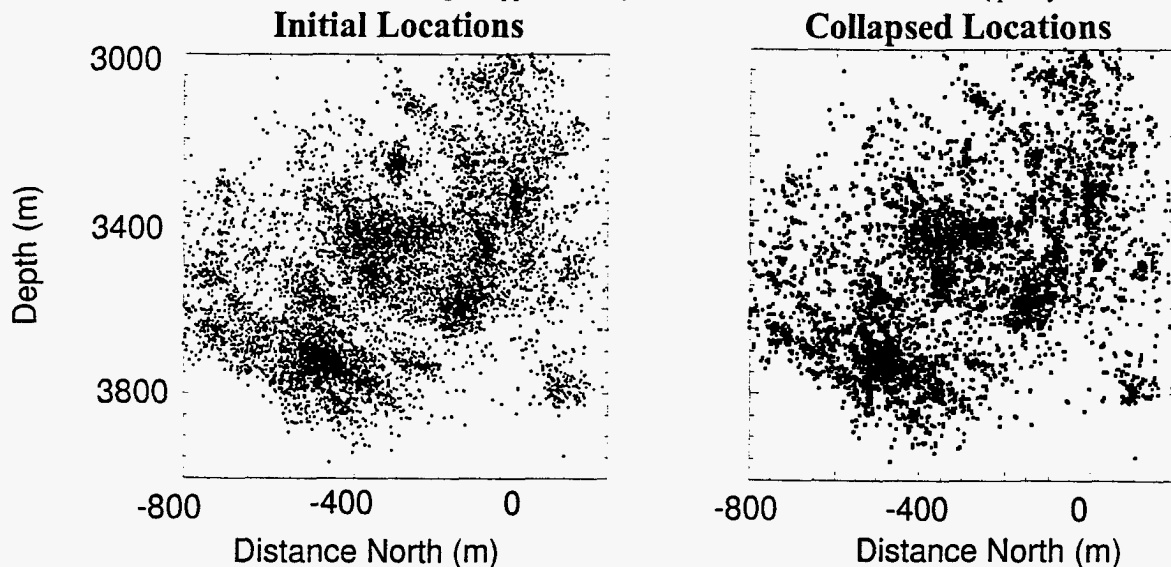 Initial Locations
Collapsed Locations
3000
3400
3800
Depth (m)
-800 -400 0
-800 -400 0
Distance North (m)
Distance North (m)